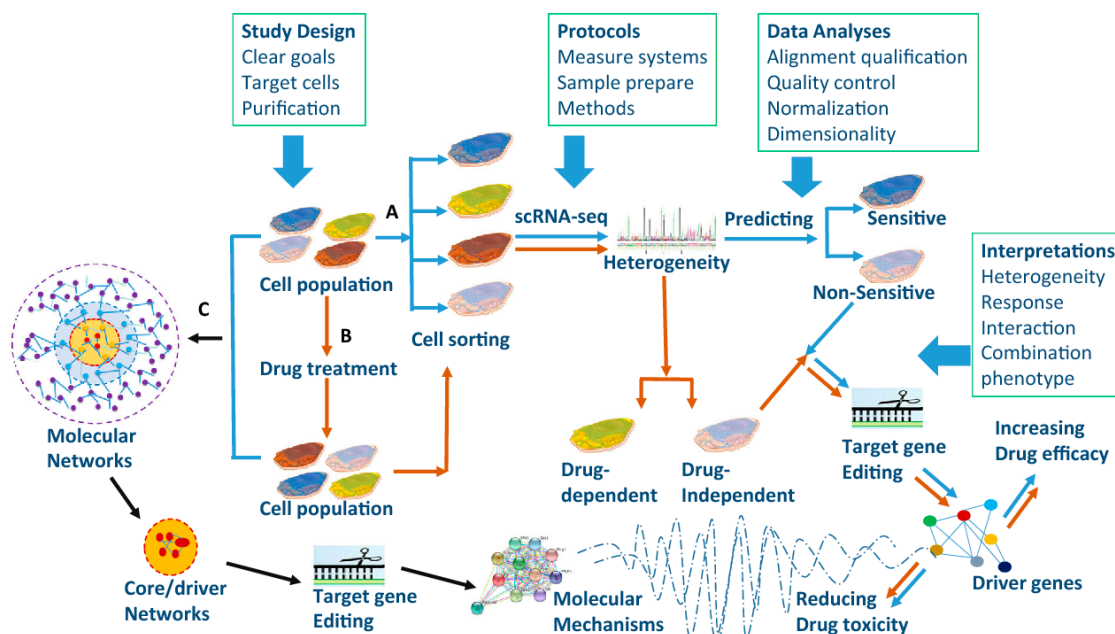 Study Design
Clear goals
Target cells
Purification
Protocols
Measure systems
Sample prepare
Methods
Data Analyses
Alignment qualification
Quality control
Normalization
Dimensionality
A
scRNA-seq
Predicting
Sensitive
Cell population
Heterogeneity
Non-Sensitive
Interpretations
Heterogeneity
Response
Interaction
Combination
phenotype
C
B
Cell sorting
Drug treatment
Molecular
Networks
Cell population
Drug-
dependent
Drug-
Independent
Target gene
Editing
Increasing
Drug efficacy
Core/driver
Networks
Target gene
Editing
Molecular
Mechanisms
Reducing
Drug toxicity
Driver genes